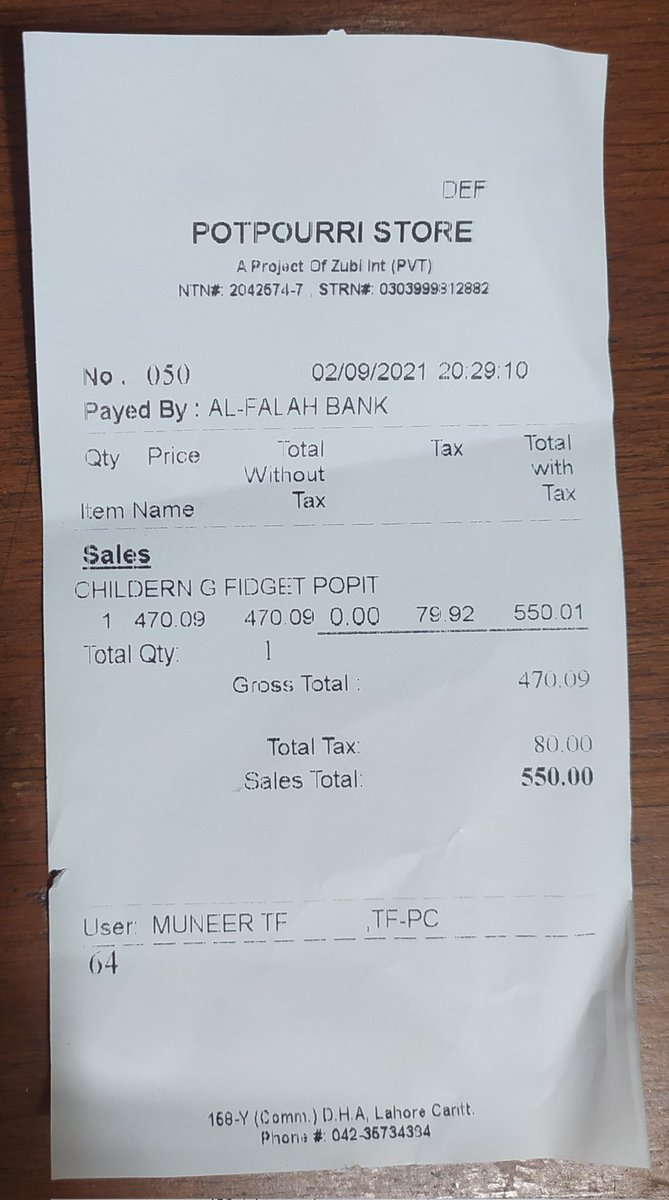 DEF
POTPOURRI STORE
A Project Of Zubi Int (PVT)
NTN#: 2042574-7 , STRN#: 0303999812882
No . 050 02/09/2021 20:29:10
Payed By : AL-FALAH BANK
Qty Price Total Without Tax Tax Total with Tax
Item Name
Sales
CHILDERN G FIDGET POPIT
1 470.09 470.09 0.00 79.92 550.01
Total Qty: 1
Gross Total : 470.09
Total Tax: 80.00
Sales Total: 550.00
User: MUNEER TF ,TF-PC
64
158-Y (Comm.) D.H.A, Lahore Cantt.
Phone #: 042-35734334